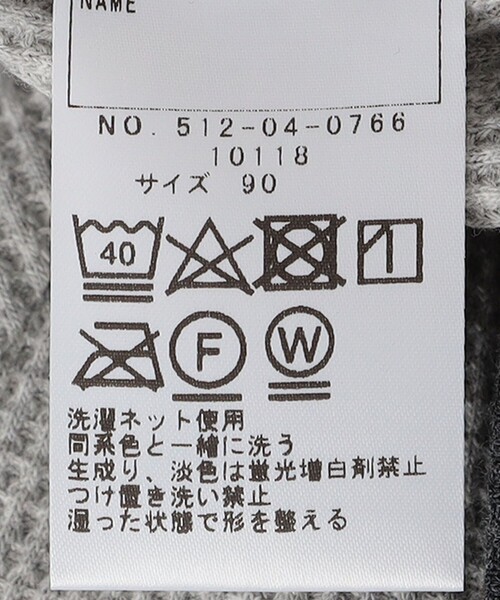 NAME
NO. 512-04-0766
10118
サイズ 90
40
F W
洗濯ネット使用
同系色と一緒に洗う
生成り、淡色は蛍光増白剤禁止
つけ置き洗い禁止
湿った状態で形を整える